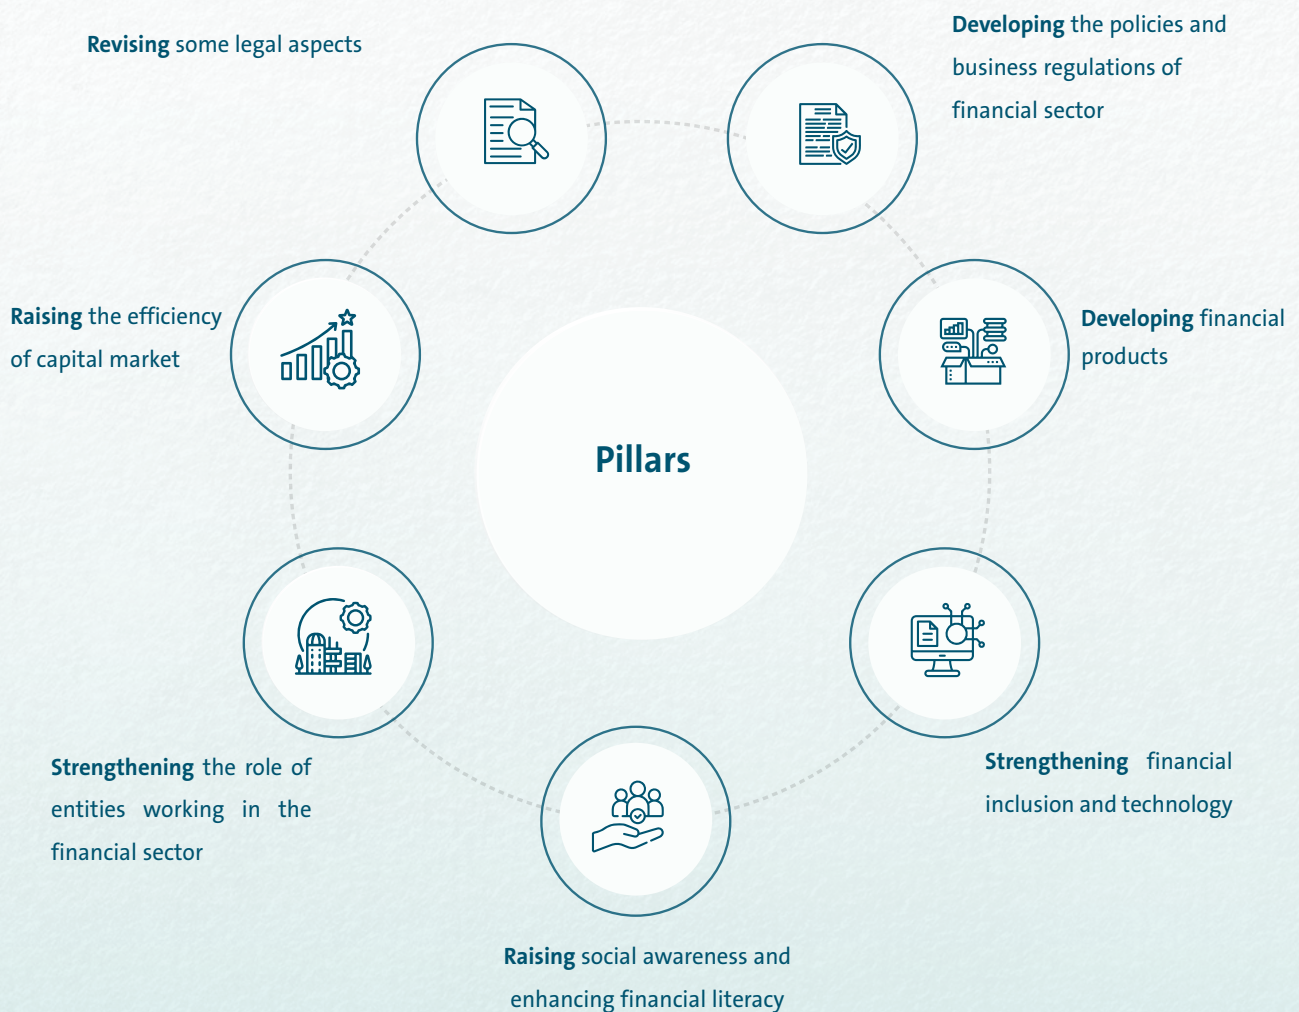 Revising some legal aspects
Developing the policies and
business regulations of
financial sector
Raising the efficiency
of capital market
Developing financial
products
Pillars
Strengthening the role of
entities working in the
financial sector
Strengthening financial
inclusion and technology
Raising social awareness and
enhancing financial literacy